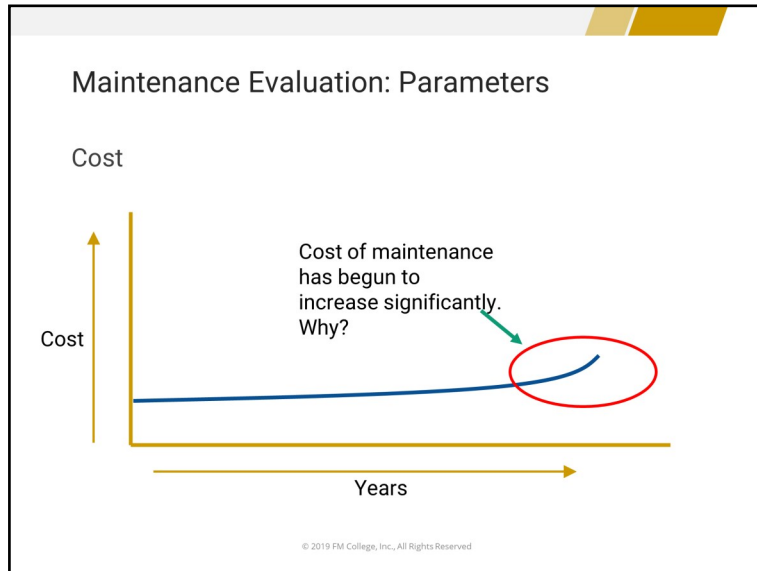 Maintenance Evaluation: Parameters
Cost
Cost of maintenance
has begun to
increase significantly.
Why?
Cost
Years
© 2019 FM College, Inc., All Rights Reserved